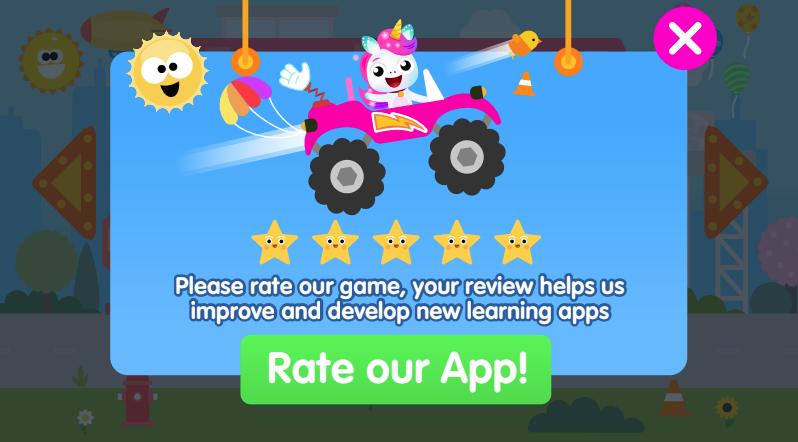 Please rate our game, your review helps us
improve and develop new learning apps
Rate our App!